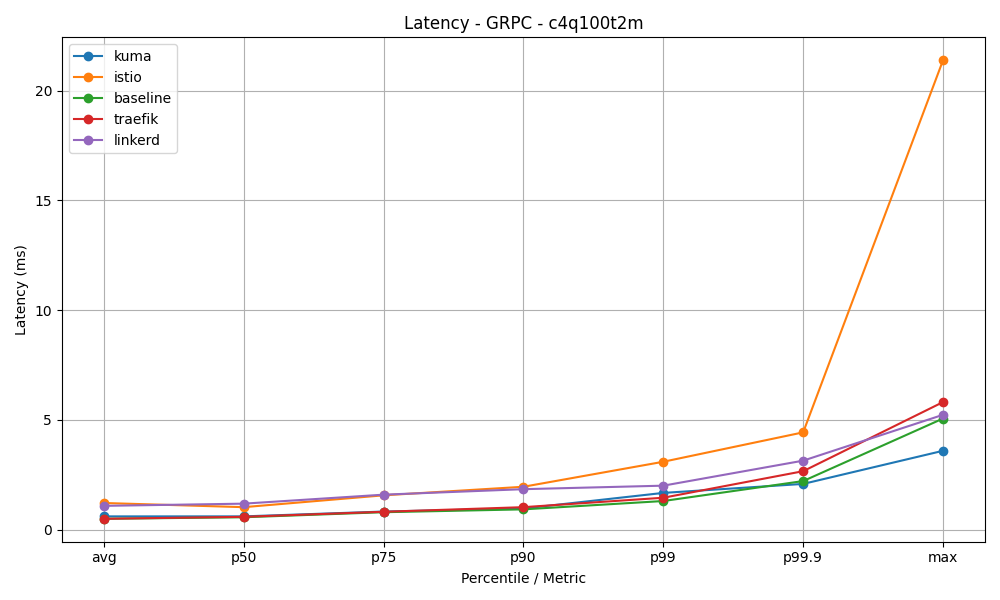 Latency - GRPC - c4q100t2m
kuma
istio
baseline
traefik
linkerd
Latency (ms)
20
15
10
5
0
avg p50 p75 p90 p99 p99.9 max
Percentile / Metric